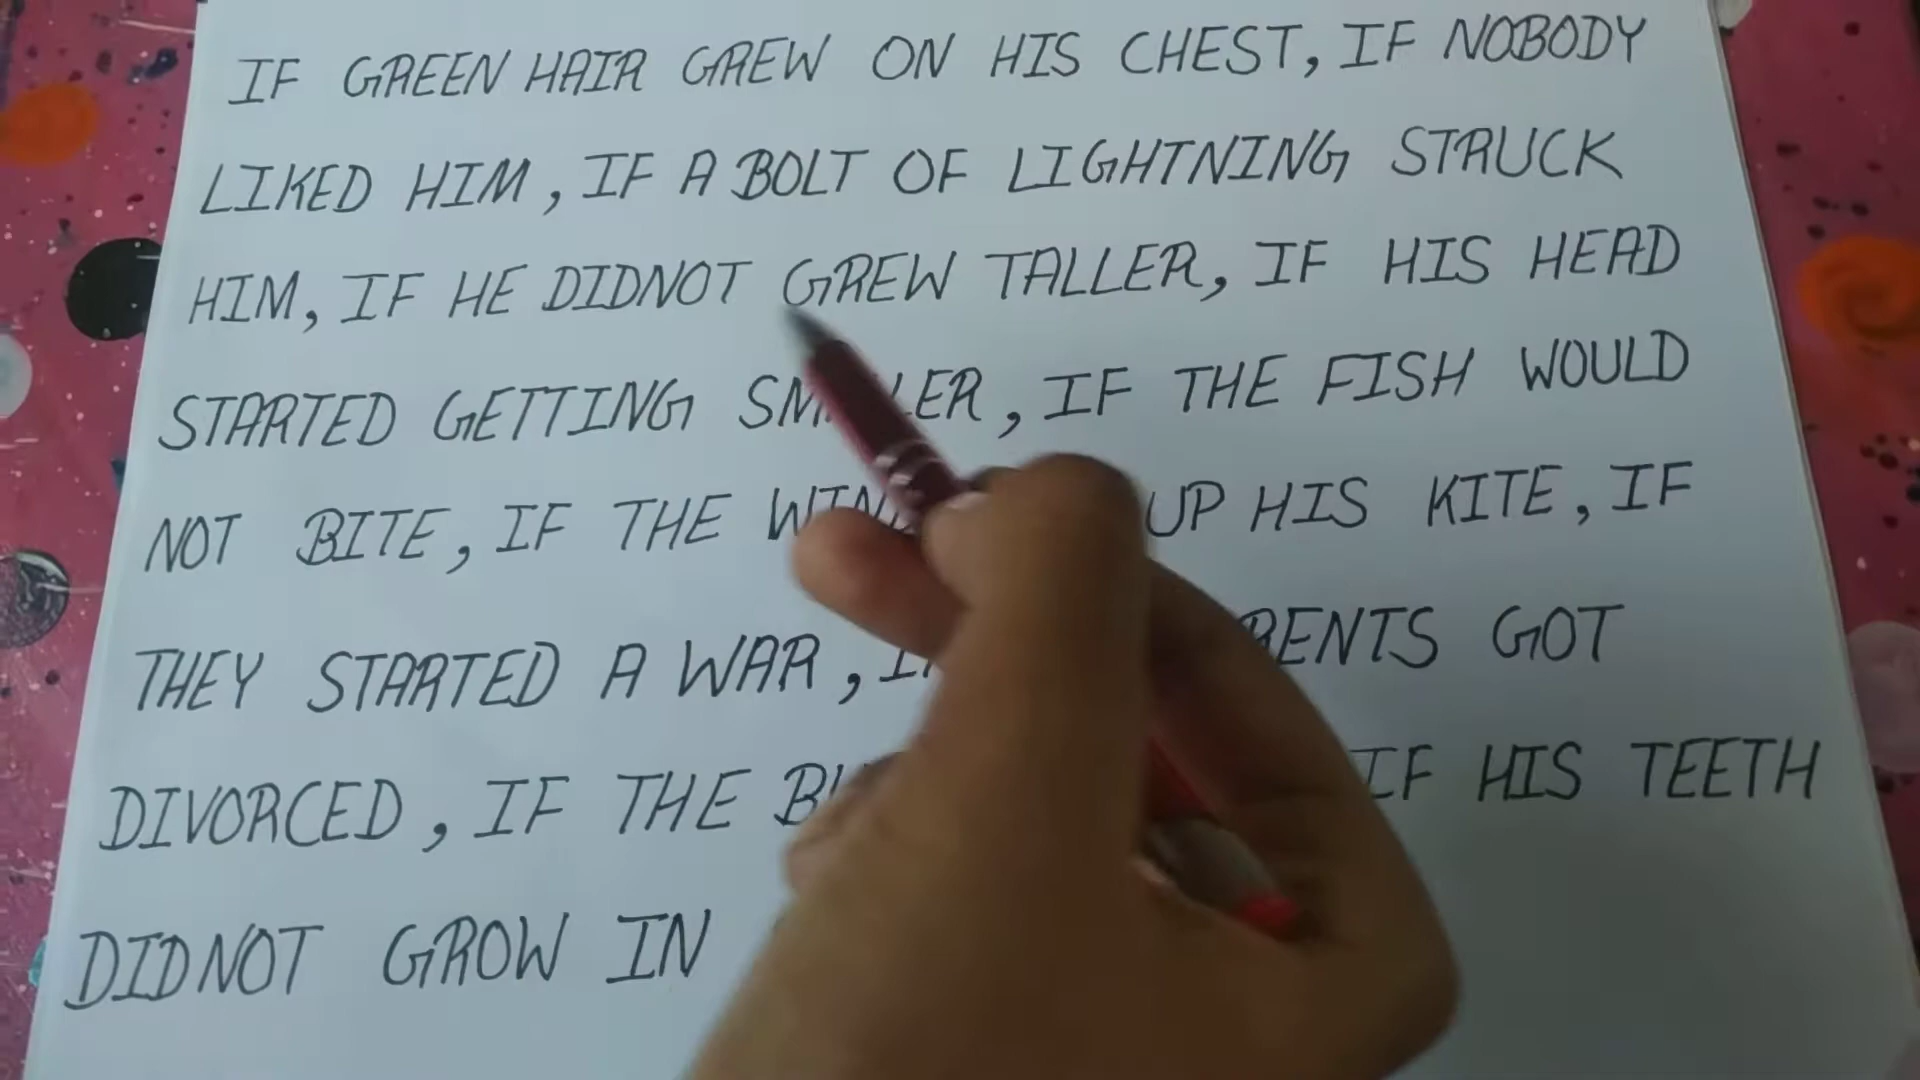 IF GREEN HAIR GREW ON HIS CHEST, IF NOBODY
LIKED HIM, IF A BOLT OF LIGHTNING STRUCK
HIM, IF HE DIDNOT GREW TALLER, IF HIS HEAD
STARTED GETTING SMALLER, IF THE FISH WOULD
NOT BITE, IF THE UP HIS KITE, IF
THEY STARTED A WAR, GOT
DIVORCED, IF THE IF HIS TEETH
DIDNOT GROW IN